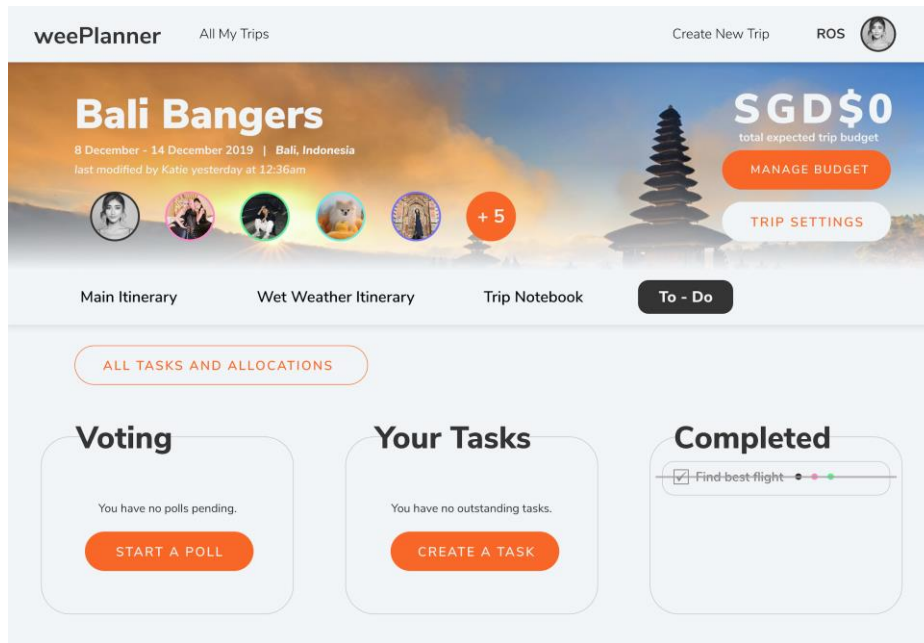 weePlanner All My Trips Create New Trip ROS
Bali Bangers
8 December - 14 December 2019 | Bali, Indonesia
last modified by Katie yesterday at 12:36am
+ 5
SGD$0
total expected trip budget
MANAGE BUDGET
TRIP SETTINGS
Main Itinerary Wet Weather Itinerary Trip Notebook To - Do
ALL TASKS AND ALLOCATIONS
Voting
You have no polls pending.
START A POLL
Your Tasks
You have no outstanding tasks.
CREATE A TASK
Completed
Find best flight